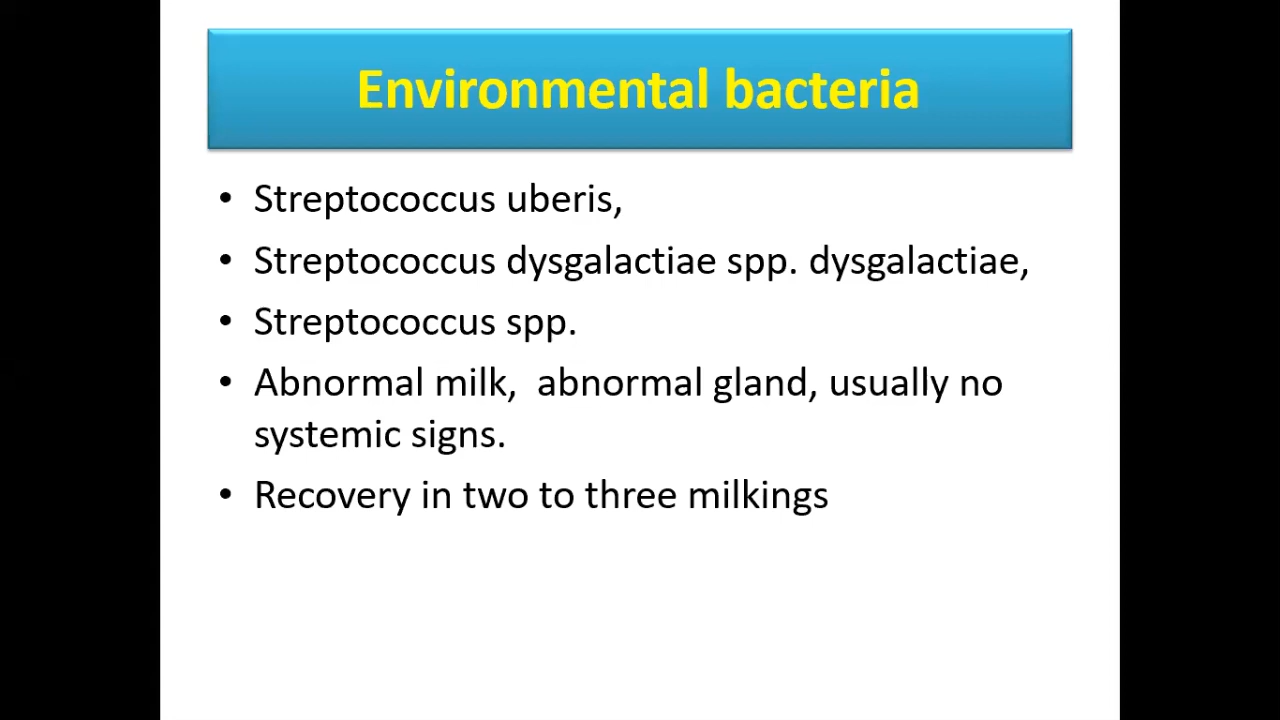 Environmental bacteria
• Streptococcus uberis,
• Streptococcus dysgalactiae spp. dysgalactiae,
• Streptococcus spp.
• Abnormal milk,  abnormal gland, usually no
systemic signs.
• Recovery in two to three milkings